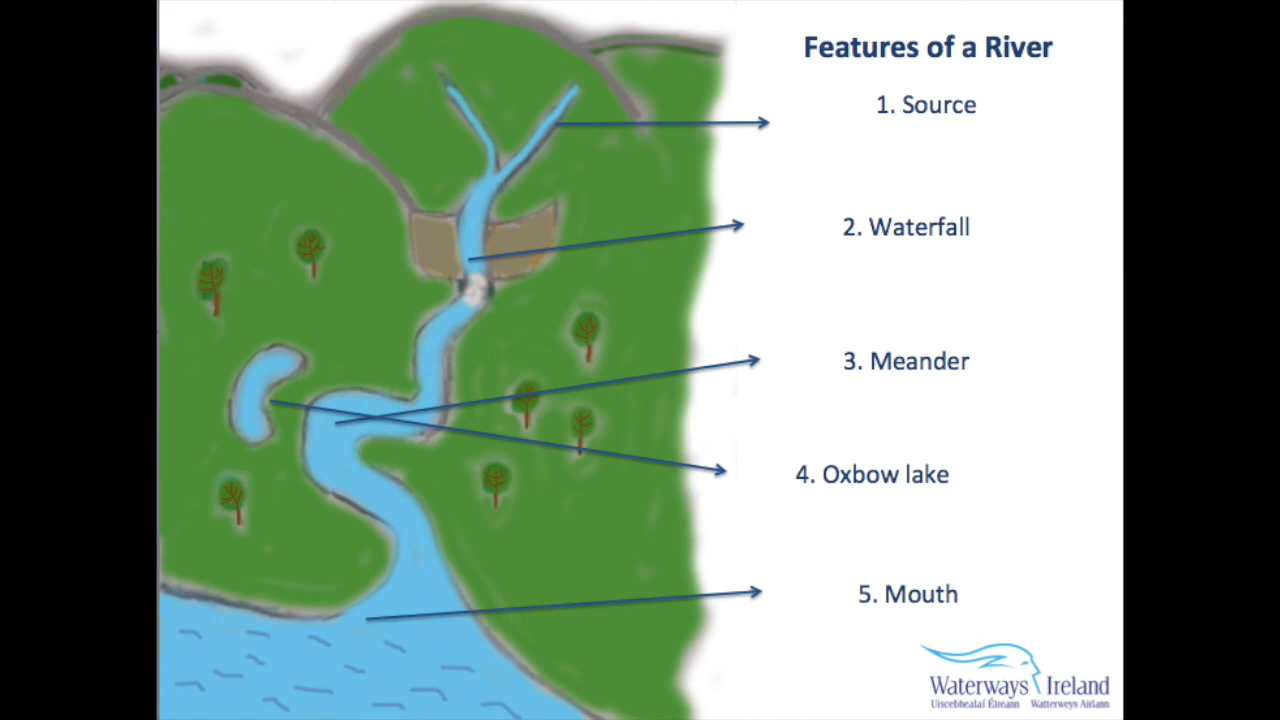 Features of a River
1. Source
2. Waterfall
3. Meander
4. Oxbow lake
5. Mouth
Waterways Ireland
Uiscebhealaí Éireann Watterweys Airlann